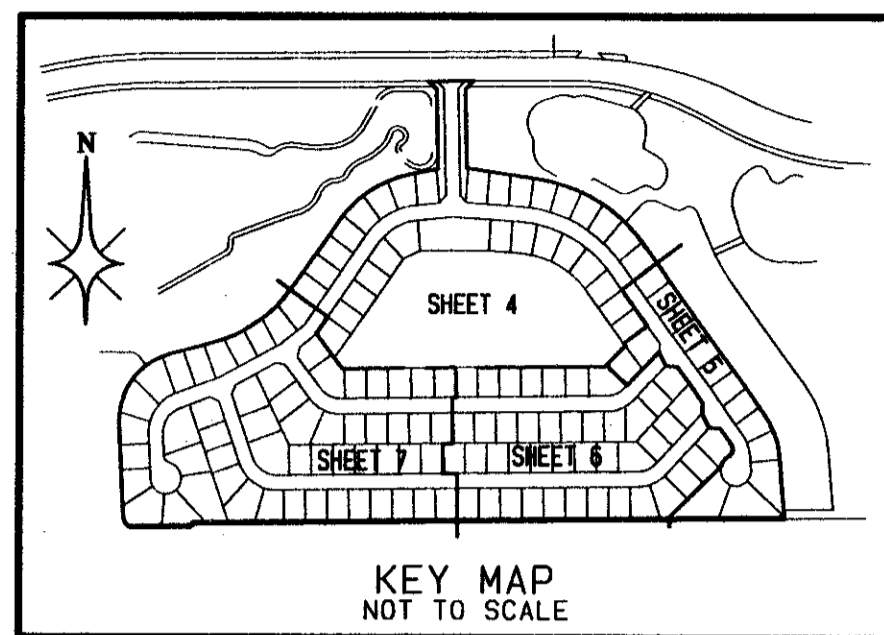 N
SHEET 4
SHEET 5
SHEET 7
SHEET 6
KEY MAP
NOT TO SCALE